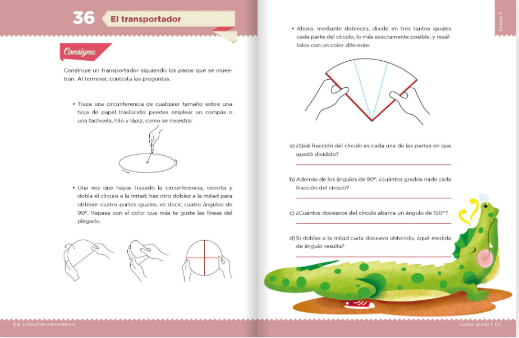 36
El transportador
Consigna
Construye un transportador siguiendo los pasos que se mues-
tran. Al terminar, contesta las preguntas.
• Traza una circunferencia de cualquier tamaño sobre una
hoja de papel traslúcido; puedes emplear un compás o
una tachuela, hilo y lápiz, como se muestra:
• Una vez que hayas trazado la circunferencia, recorta y
dobla el círculo a la mitad; haz otro doblez a la mitad para
obtener cuatro partes iguales, es decir, cuatro ángulos de
90°. Repasa con el color que más te guste las líneas del
plegado.
Desafíos matemáticos
• Ahora, mediante dobleces, divide en tres tantos iguales
cada parte del círculo, lo más exactamente posible, y resál-
talos con un color diferente.
a) ¿Qué fracción del círculo es cada una de las partes en que
quedó dividido?
b) Además de los ángulos de 90°, ¿cuántos grados mide cada
fracción del círculo?
c) ¿Cuántos doceavos del círculo abarca un ángulo de 150°?
d) Si doblas a la mitad cada doceavo obtenido, ¿qué medida
de ángulo resulta?
Cuarto grado |